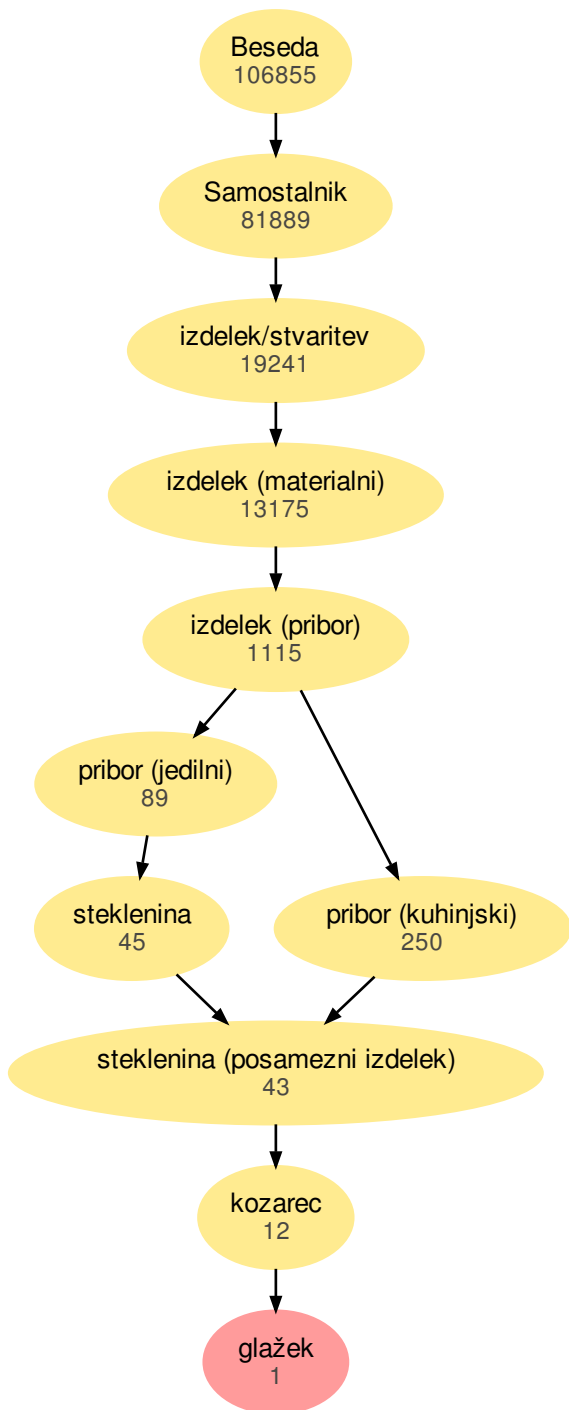 Beseda
106855
Samostalnik
81889
izdelek/stvaritev
19241
izdelek (materialni)
13175
izdelek (pribor)
1115
pribor (jedilni)
89
steklenina
45
pribor (kuhinjski)
250
steklenina (posamezni izdelek)
43
kozarec
12
glažek
1